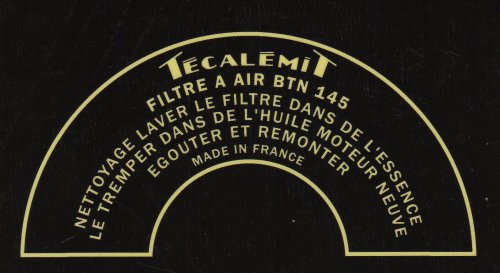 TÉCALÉMIT
FILTRE A AIR BTN 145
NETTOYAGE LAVER LE FILTRE DANS DE L'ESSENCE
LE TREMPER DANS DE L'HUILE MOTEUR NEUVE
EGOUTER ET REMONTER
MADE IN FRANCE